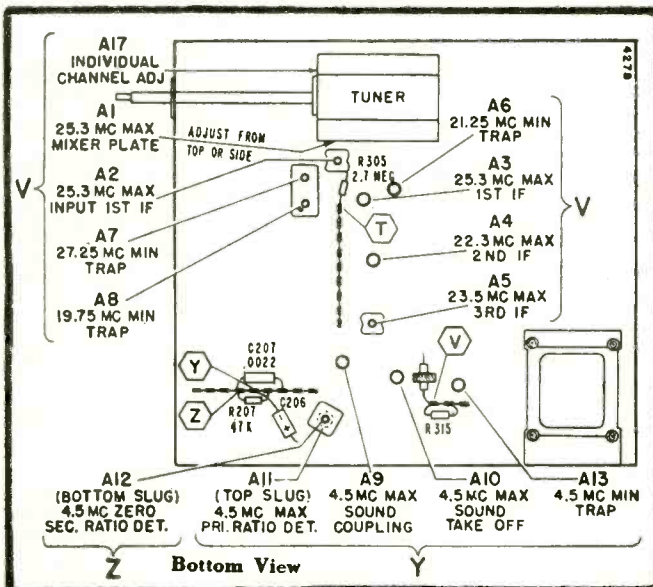 A17
INDIVIDUAL
CHANNEL ADJ
A1
25.3 MC MAX
MIXER PLATE
A2
25.3 MC MAX
INPUT 1ST IF
A7
27.25 MC MIN
TRAP
A8
19.75 MC MIN
TRAP
V
TUNER
4278
ADJUST FROM
TOP OR SIDE
R305
2.7 MEG
T
A6
21.25 MC MIN
TRAP
A3
25.3 MC MAX
1ST IF
A4
22.3 MC MAX
2ND IF
A5
23.5 MC MAX
3RD IF
V
Y
Z
C207
.0022
R207
47K
C206
+
V
R315
A12
(BOTTOM SLUG)
4.5 MC ZERO
SEC. RATIO DET.
A11
(TOP SLUG)
4.5 MC MAX
PRI. RATIO DET.
A9
4.5 MC MAX
SOUND
COUPLING
A10
4.5 MC MAX
SOUND
TAKE OFF
A13
4.5 MC MIN
TRAP
Z
Bottom View
Y